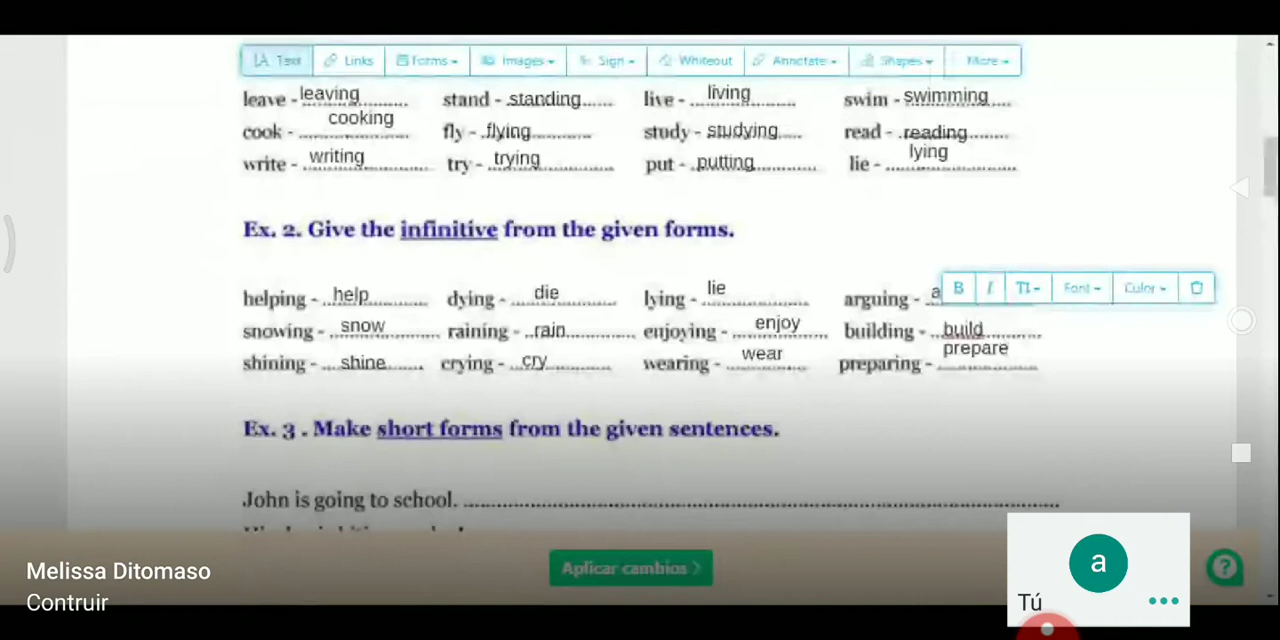 Text Links Forms Images Sign Whiteout Annotate Shapes More
leave - leaving stand - standing live - living swim - swimming
cook - cooking fly - flying study - studying read - reading
write - writing try - trying put - putting lie - lying
Ex. 2. Give the infinitive from the given forms.
helping - help dying - die lying - lie arguing - a
B I TI Font Color
snowing - snow raining - rain enjoying - enjoy building - build
shining - shine crying - cry wearing - wear preparing - prepare
Ex. 3 . Make short forms from the given sentences.
John is going to school.
Aplicar cambios
?
Melissa Ditomaso
Contruir
a
Tú